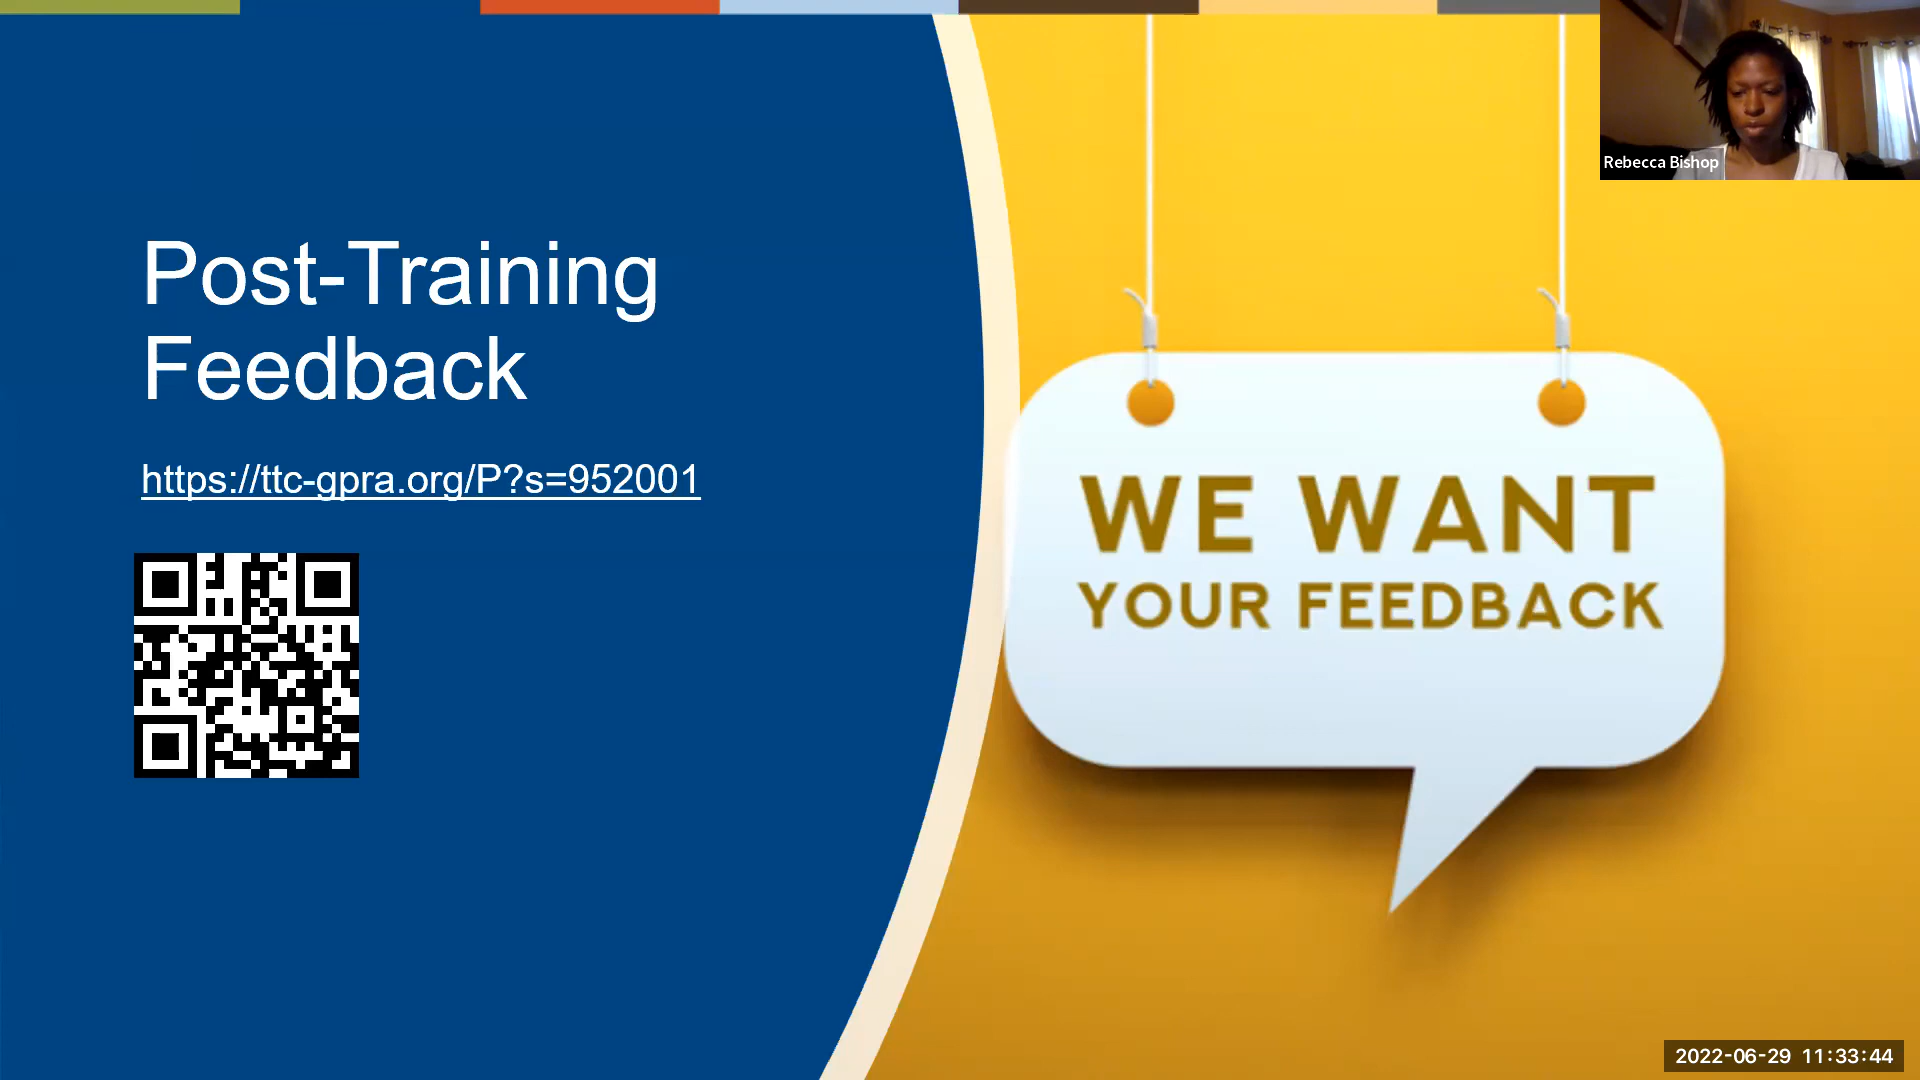 Post-Training
Feedback
https://ttc-gpra.org/P?s=952001
WE WANT
YOUR FEEDBACK
Rebecca Bishop
2022-06-29 11:33:44